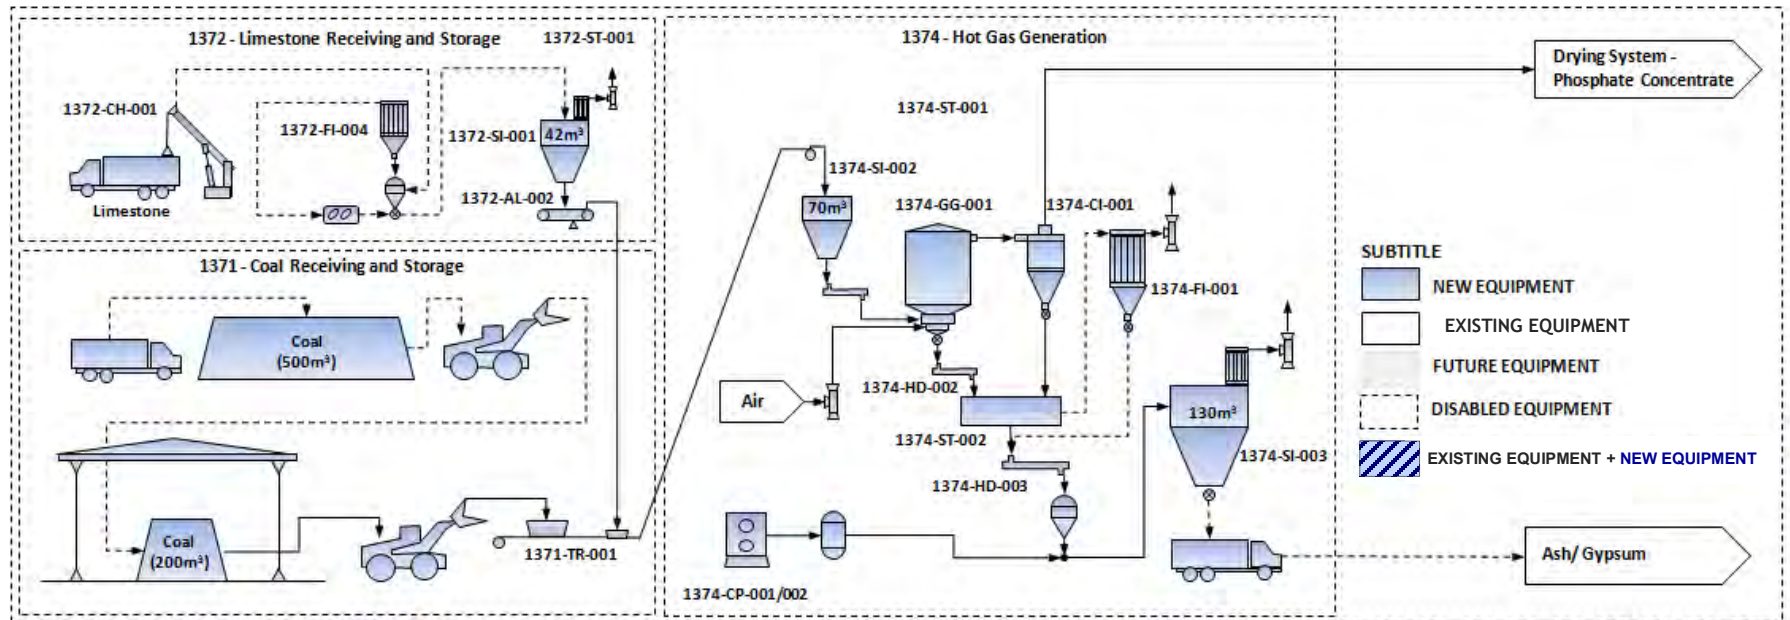 1372 - Limestone Receiving and Storage
1372-ST-001
1372-CH-001
1372-FI-004
1372-SI-001
42m³
1372-AL-002
Limestone
1371 - Coal Receiving and Storage
Coal
(500m³)
Coal
(200m³)
1371-TR-001
1374 - Hot Gas Generation
1374-ST-001
1374-SI-002
70m³
1374-GG-001
1374-CI-001
1374-FI-001
Air
1374-HD-002
1374-ST-002
1374-HD-003
130m³
1374-SI-003
1374-CP-001/002
Drying System -
Phosphate Concentrate
SUBTITLE
NEW EQUIPMENT
EXISTING EQUIPMENT
FUTURE EQUIPMENT
DISABLED EQUIPMENT
EXISTING EQUIPMENT + NEW EQUIPMENT
Ash/ Gypsum